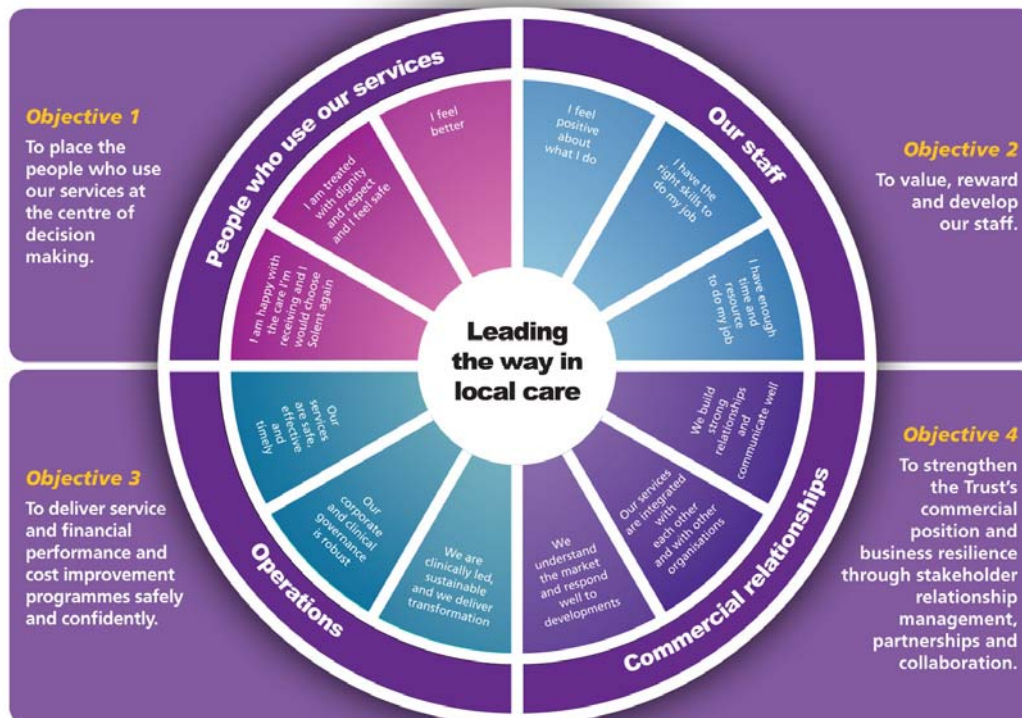 Objective 1
To place the
people who use
our services at
the centre of
decision
making.
People who use our services
I am happy with
the care I'm
receiving and I
would choose
Solent again
I am treated
with dignity
and respect
and I feel safe
I feel
better
Our staff
I feel
positive
about
what I do
I have the
right skills to
do my job
I have enough
time and
resource
to do my job
Objective 2
To value, reward
and develop
our staff.
Leading
the way in
local care
Objective 3
To deliver service
and financial
performance and
cost improvement
programmes safely
and confidently.
Operations
Our
services
are safe,
effective
and
timely
Our
corporate
and clinical
governance
is robust
We are
clinically led,
sustainable
and we deliver
transformation
Commercial relationships
We
understand
the market
and respond
well to
developments
Our services
are integrated
with
each other
and with other
organisations
We build
strong
relationships
and
communicate well
Objective 4
To strengthen
the Trust's
commercial
position and
business resilience
through stakeholder
relationship
management,
partnerships and
collaboration.